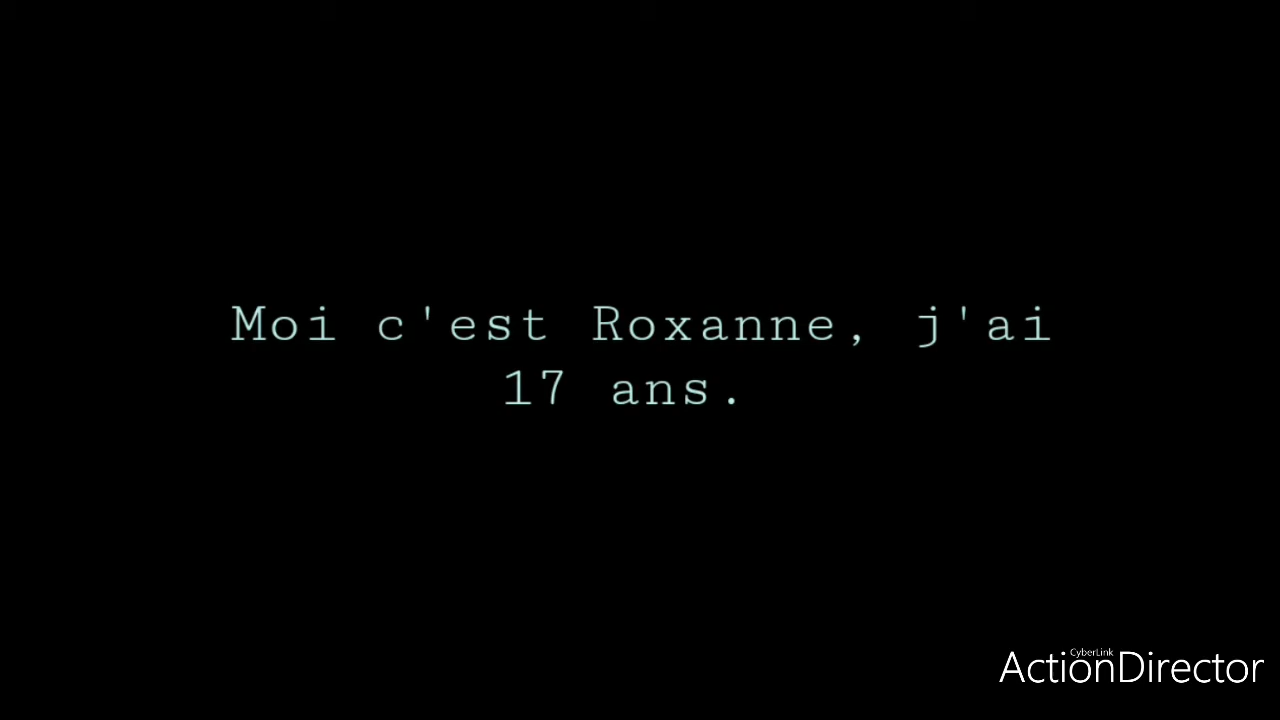 Moi c'est Roxanne, j'ai
17 ans.
CyberLink
ActionDirector